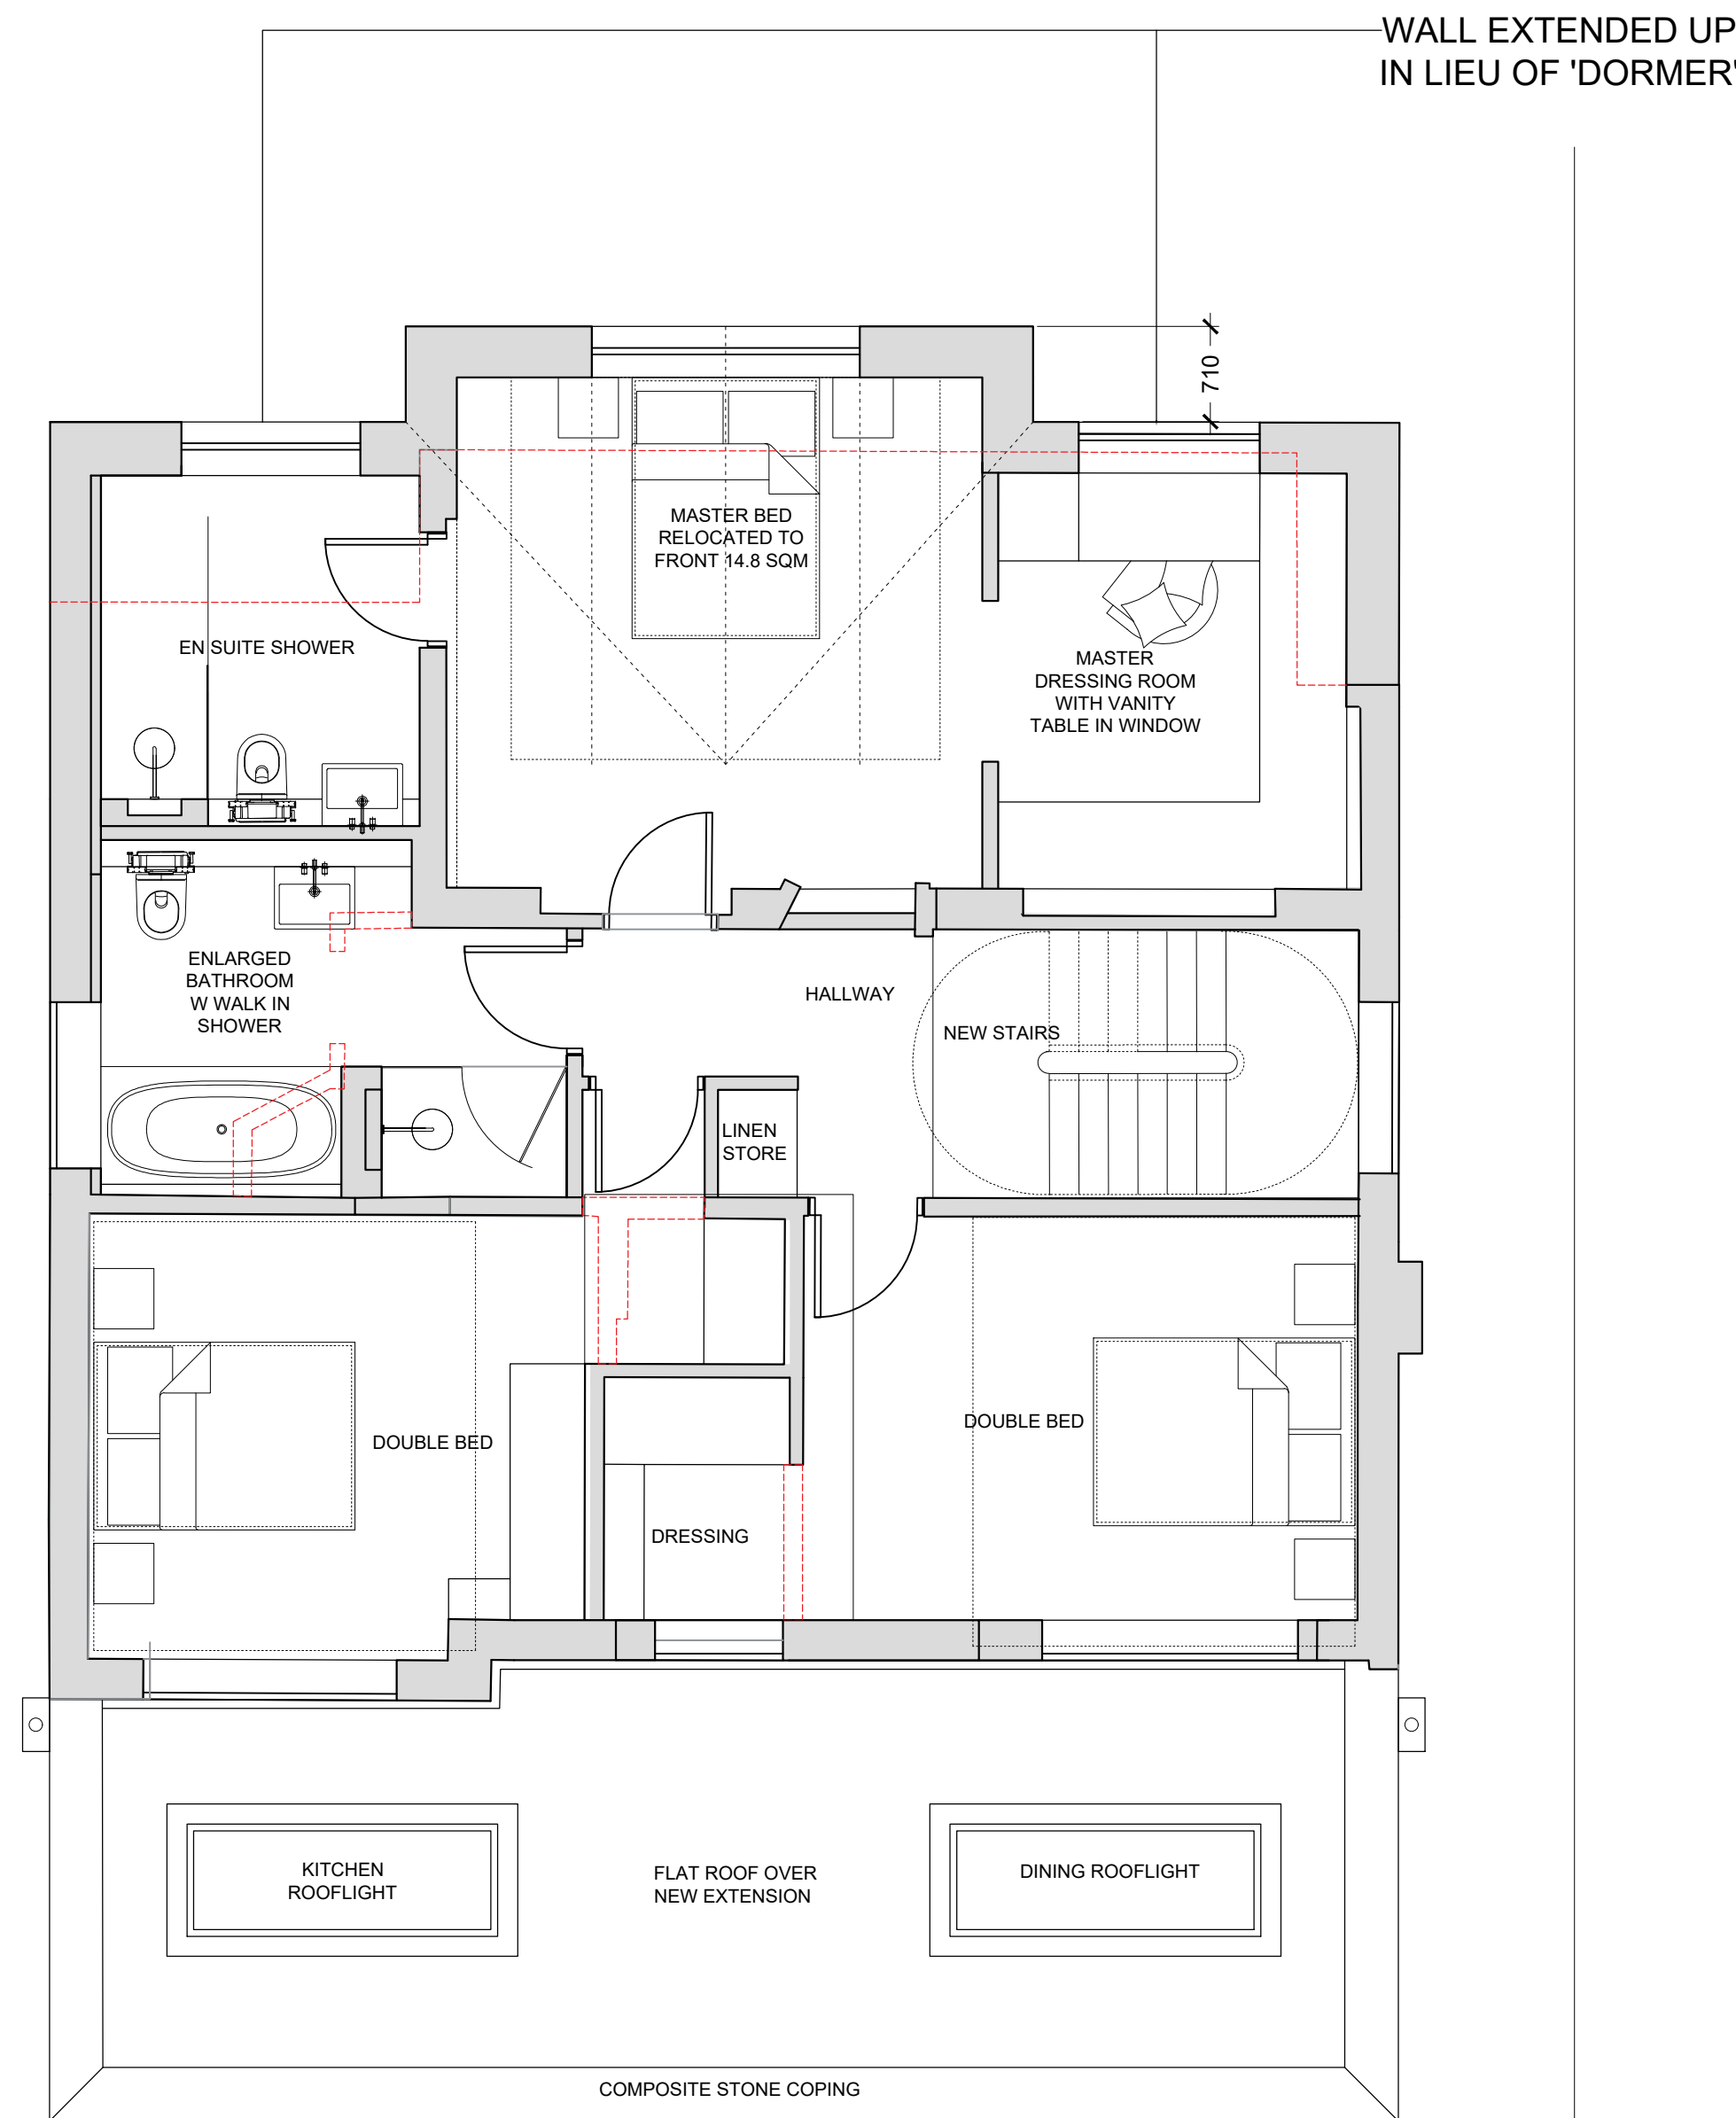 WALL EXTENDED UP
IN LIEU OF 'DORMER'
710
MASTER BED
RELOCATED TO
FRONT 14.8 SQM
EN SUITE SHOWER
MASTER
DRESSING ROOM
WITH VANITY
TABLE IN WINDOW
ENLARGED
BATHROOM
W WALK IN
SHOWER
HALLWAY
NEW STAIRS
LINEN
STORE
DOUBLE BED
DOUBLE BED
DRESSING
KITCHEN
ROOFLIGHT
FLAT ROOF OVER
NEW EXTENSION
DINING ROOFLIGHT
COMPOSITE STONE COPING